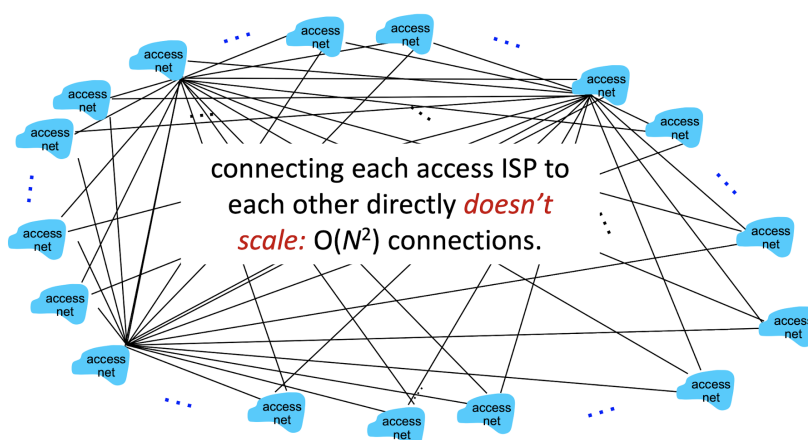 access
net
access
net
access
net
access
net
access
net
access
net
access
net
connecting each access ISP to
each other directly doesn’t
scale: O(N²) connections.
access
net
access
net
access
net
access
net
access
net
access
net
access
net
access
net
access
net